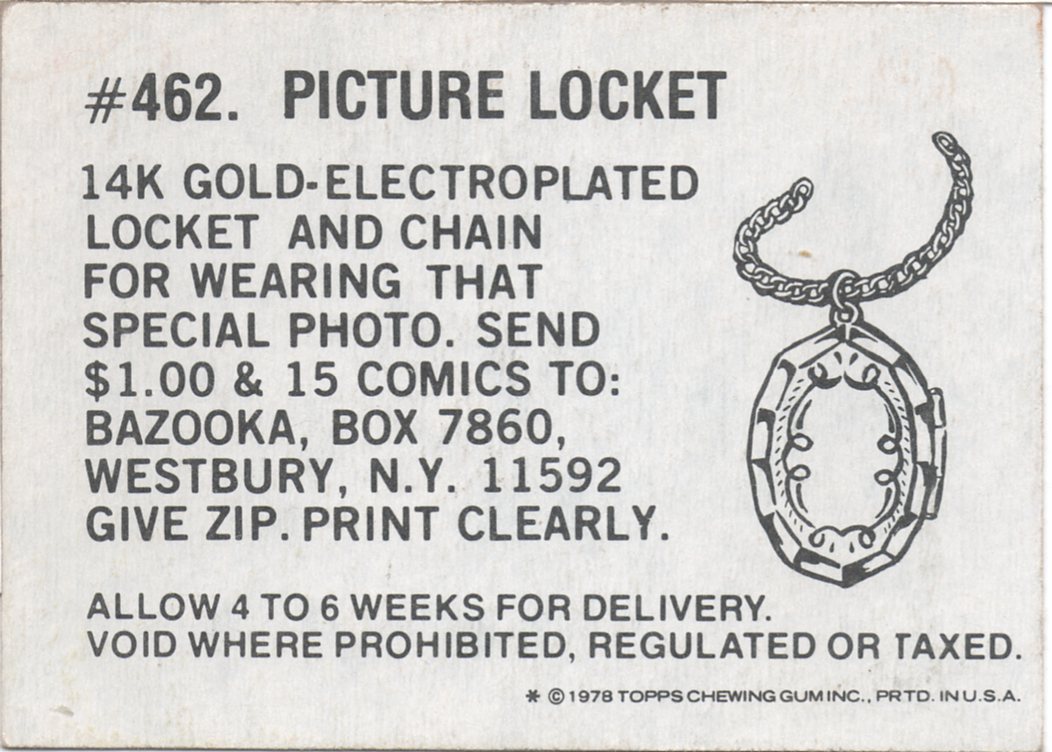 #462. PICTURE LOCKET
14K GOLD-ELECTROPLATED
LOCKET AND CHAIN
FOR WEARING THAT
SPECIAL PHOTO. SEND
$1.00 & 15 COMICS TO:
BAZOOKA, BOX 7860,
WESTBURY, N.Y. 11592
GIVE ZIP. PRINT CLEARLY.
ALLOW 4 TO 6 WEEKS FOR DELIVERY.
VOID WHERE PROHIBITED, REGULATED OR TAXED.
* © 1978 TOPPS CHEWING GUM INC., PRTD. IN U.S.A.